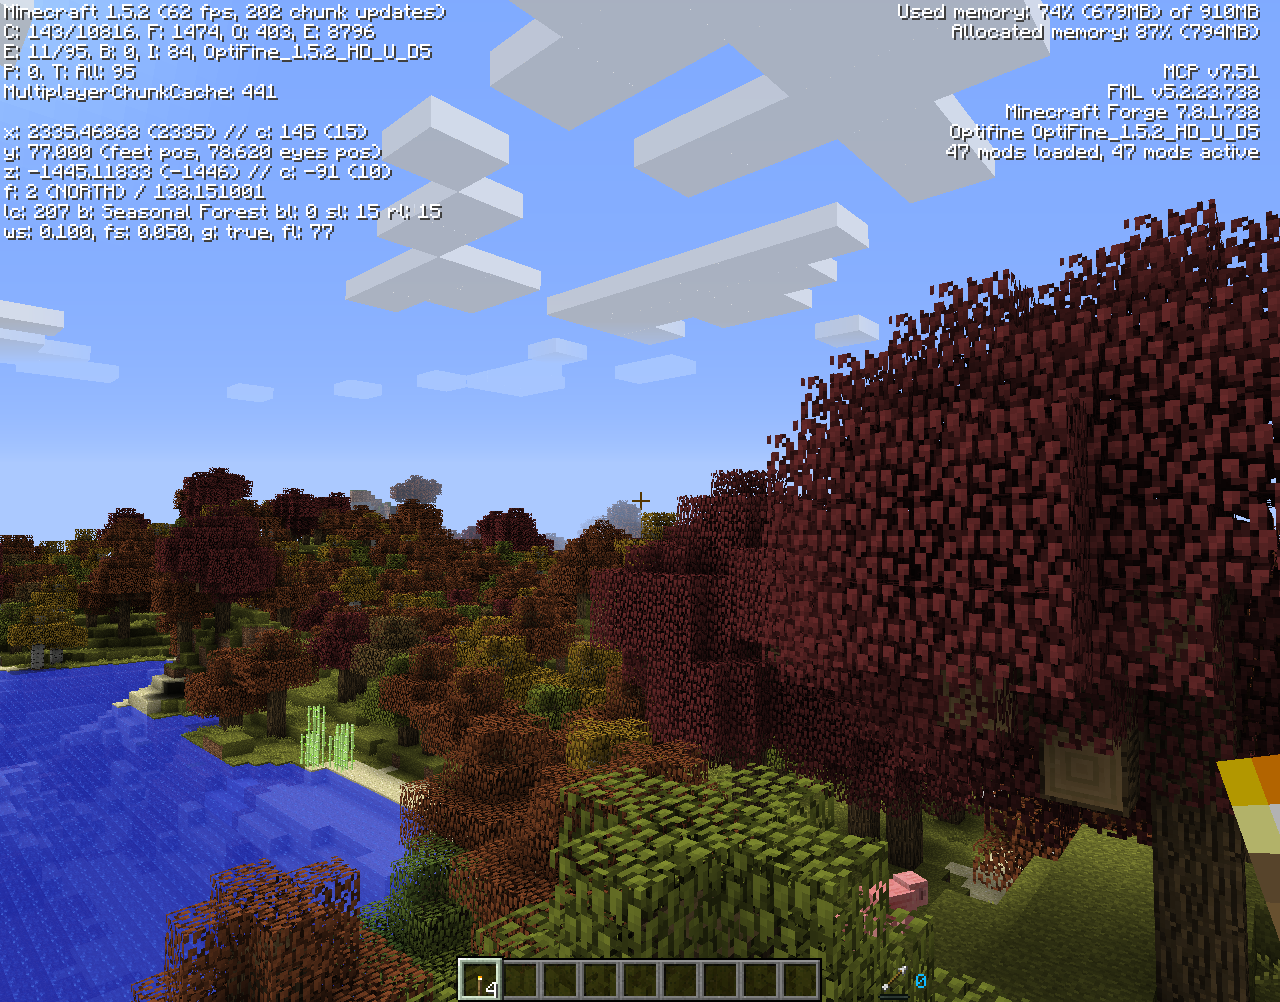 Minecraft 1.5.2 (62 fps, 202 chunk updates)
C: 143/10816. F: 1474, O: 403, E: 8796
E: 11/95. B: 0, I: 84, OptiFine_1.5.2_HD_U_D5
P: 0. T: All: 95
MultiplayerChunkCache: 441
x: 2335.46868 (2335) // c: 145 (15)
y: 77.000 (feet pos, 78.620 eyes pos)
z: -1445.11833 (-1446) // c: -91 (10)
f: 2 (NORTH) / 138.151001
lc: 207 b: Seasonal Forest bl: 0 sl: 15 rl: 15
ws: 0.100, fs: 0.050, g: true, fl: 77
Used memory: 74% (679MB) of 910MB
Allocated memory: 87% (794MB)
MCP v7.51
FML v5.2.23.738
Minecraft Forge 7.8.1.738
Optifine OptiFine_1.5.2_HD_U_D5
47 mods loaded, 47 mods active
4
0